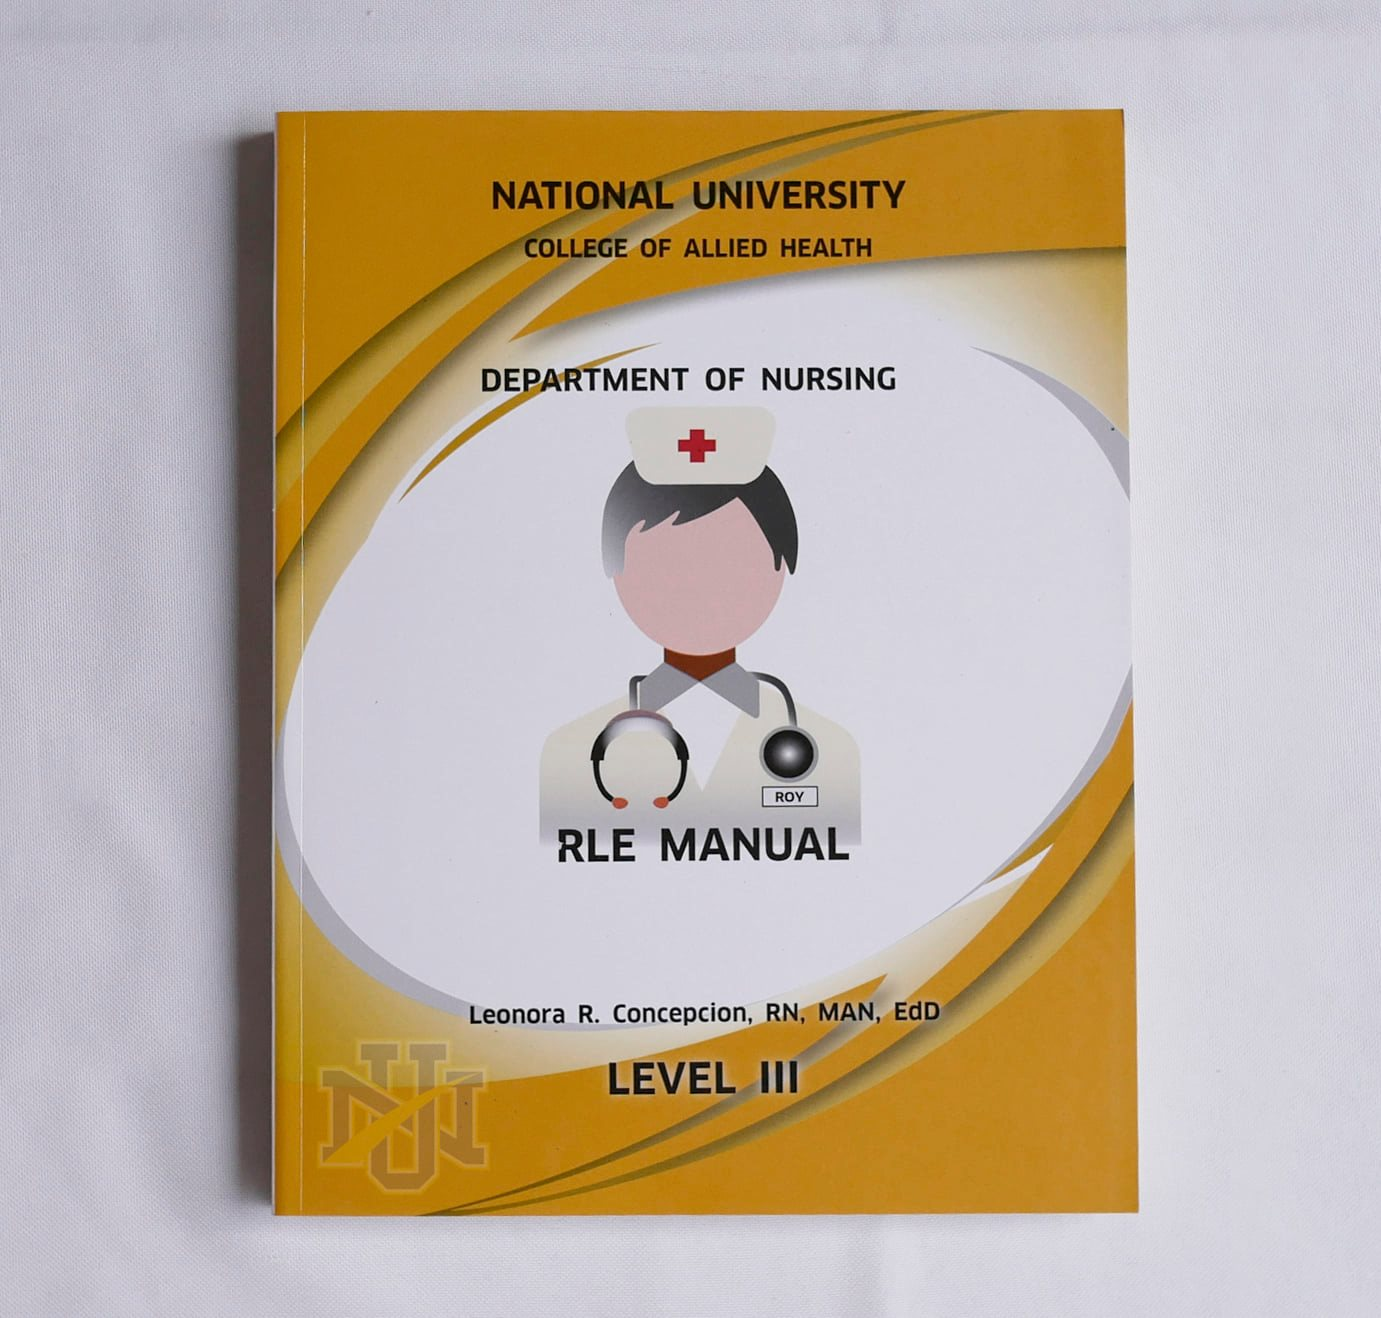 NATIONAL UNIVERSITY
COLLEGE OF ALLIED HEALTH
DEPARTMENT OF NURSING
ROY
RLE MANUAL
Leonora R. Concepcion, RN, MAN, EdD
LEVEL III
NU